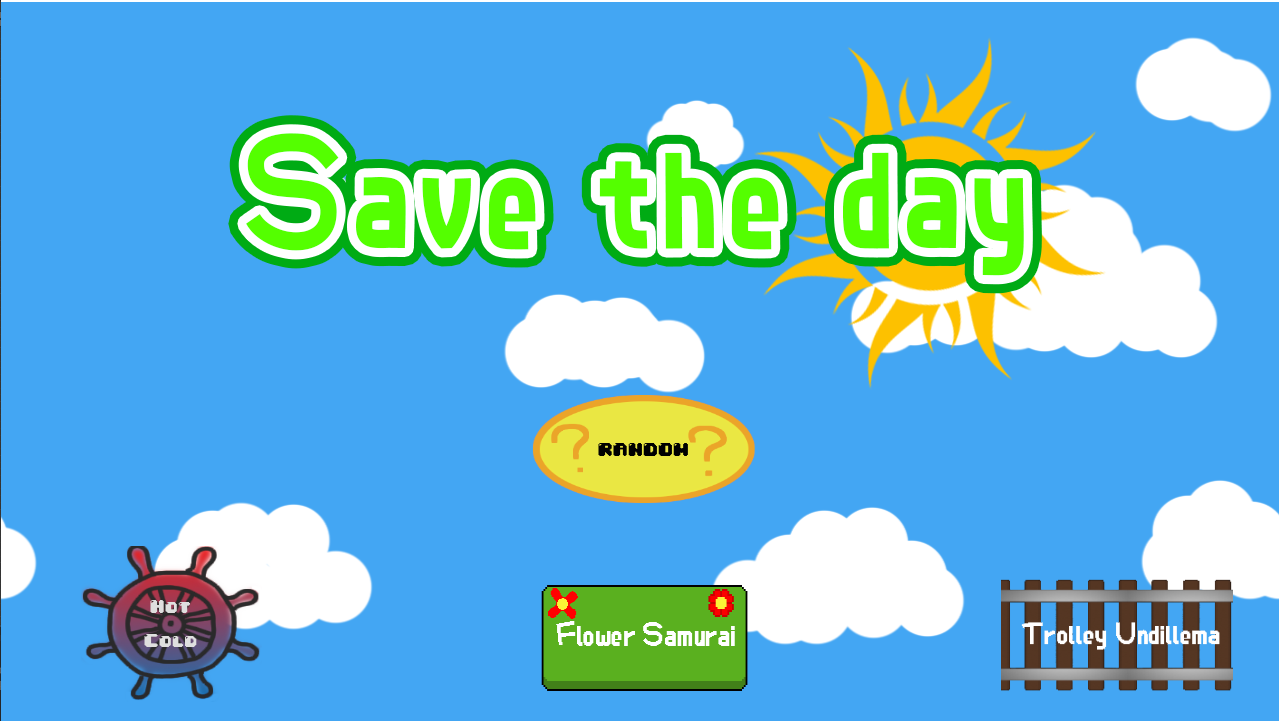 Save the day
? RANDOM ?
Hot
Cold
Flower Samurai
Trolley Undillema